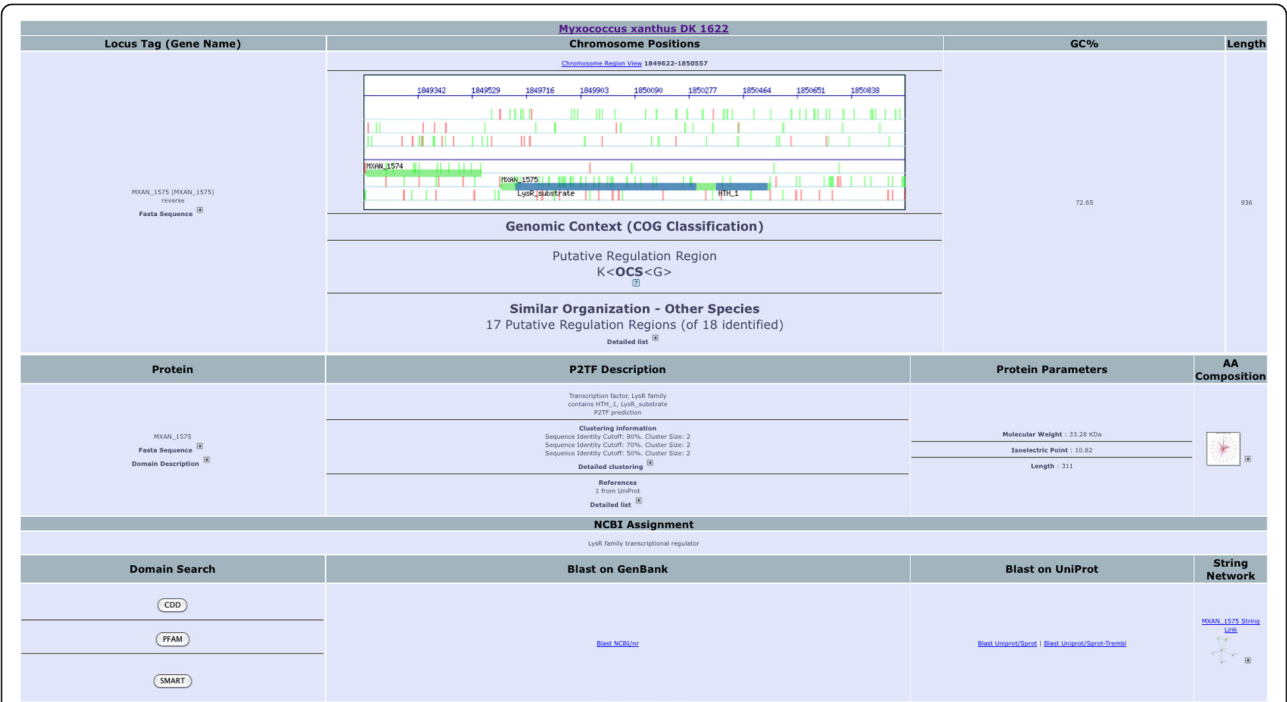 Myxococcus xanthus DK 1622
Locus Tag (Gene Name)
Chromosome Positions
GC%
Length
MXAN_1575 (MXAN_1575)
reverse
Fasta Sequence
Chromosome Region View 1849622-1850557
1849342 1849529 1849716 1849903 1850090 1850277 1850464 1850651 1850838
MXAN_1574
MXAN_1575
LysR_substrate
HTH_1
Genomic Context (COG Classification)
Putative Regulation Region
K<OCS<G>
?
Similar Organization - Other Species
17 Putative Regulation Regions (of 18 identified)
Detailed list
72.65
936
Protein
P2TF Description
Protein Parameters
AA
Composition
MXAN_1575
Fasta Sequence
Domain Description
Transcription factor, LysR family
contains HTH_1, LysR_substrate
P2TF prediction
Clustering information
Sequence Identity Cutoff: 90%. Cluster Size: 2
Sequence Identity Cutoff: 70%. Cluster Size: 2
Sequence Identity Cutoff: 50%. Cluster Size: 2
Detailed clustering
References
1 from UniProt
Detailed list
Molecular Weight : 33.28 KDa
Isoelectric Point : 10.82
Length : 311
NCBI Assignment
LysR family transcriptional regulator
Domain Search
Blast on GenBank
Blast on UniProt
String
Network
CDD
PFAM
SMART
Blast NCBI/nr
Blast Uniprot/Sprot | Blast Uniprot/Sprot-Trembl
MXAN_1575 String
Link